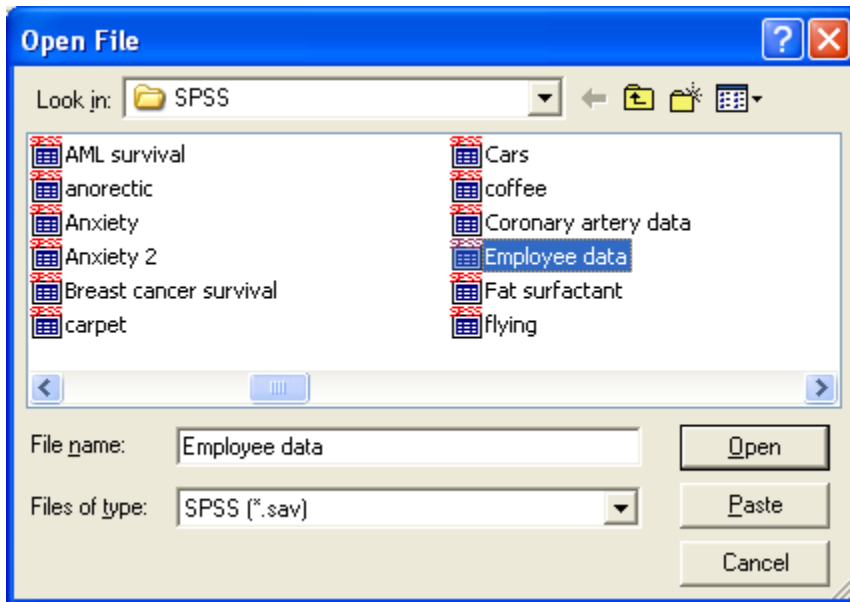 Open File
Look in: SPSS
AML survival
anorectic
Anxiety
Anxiety 2
Breast cancer survival
carpet
Cars
coffee
Coronary artery data
Employee data
Fat surfactant
flying
File name: Employee data
Open
Files of type: SPSS (*.sav)
Paste
Cancel